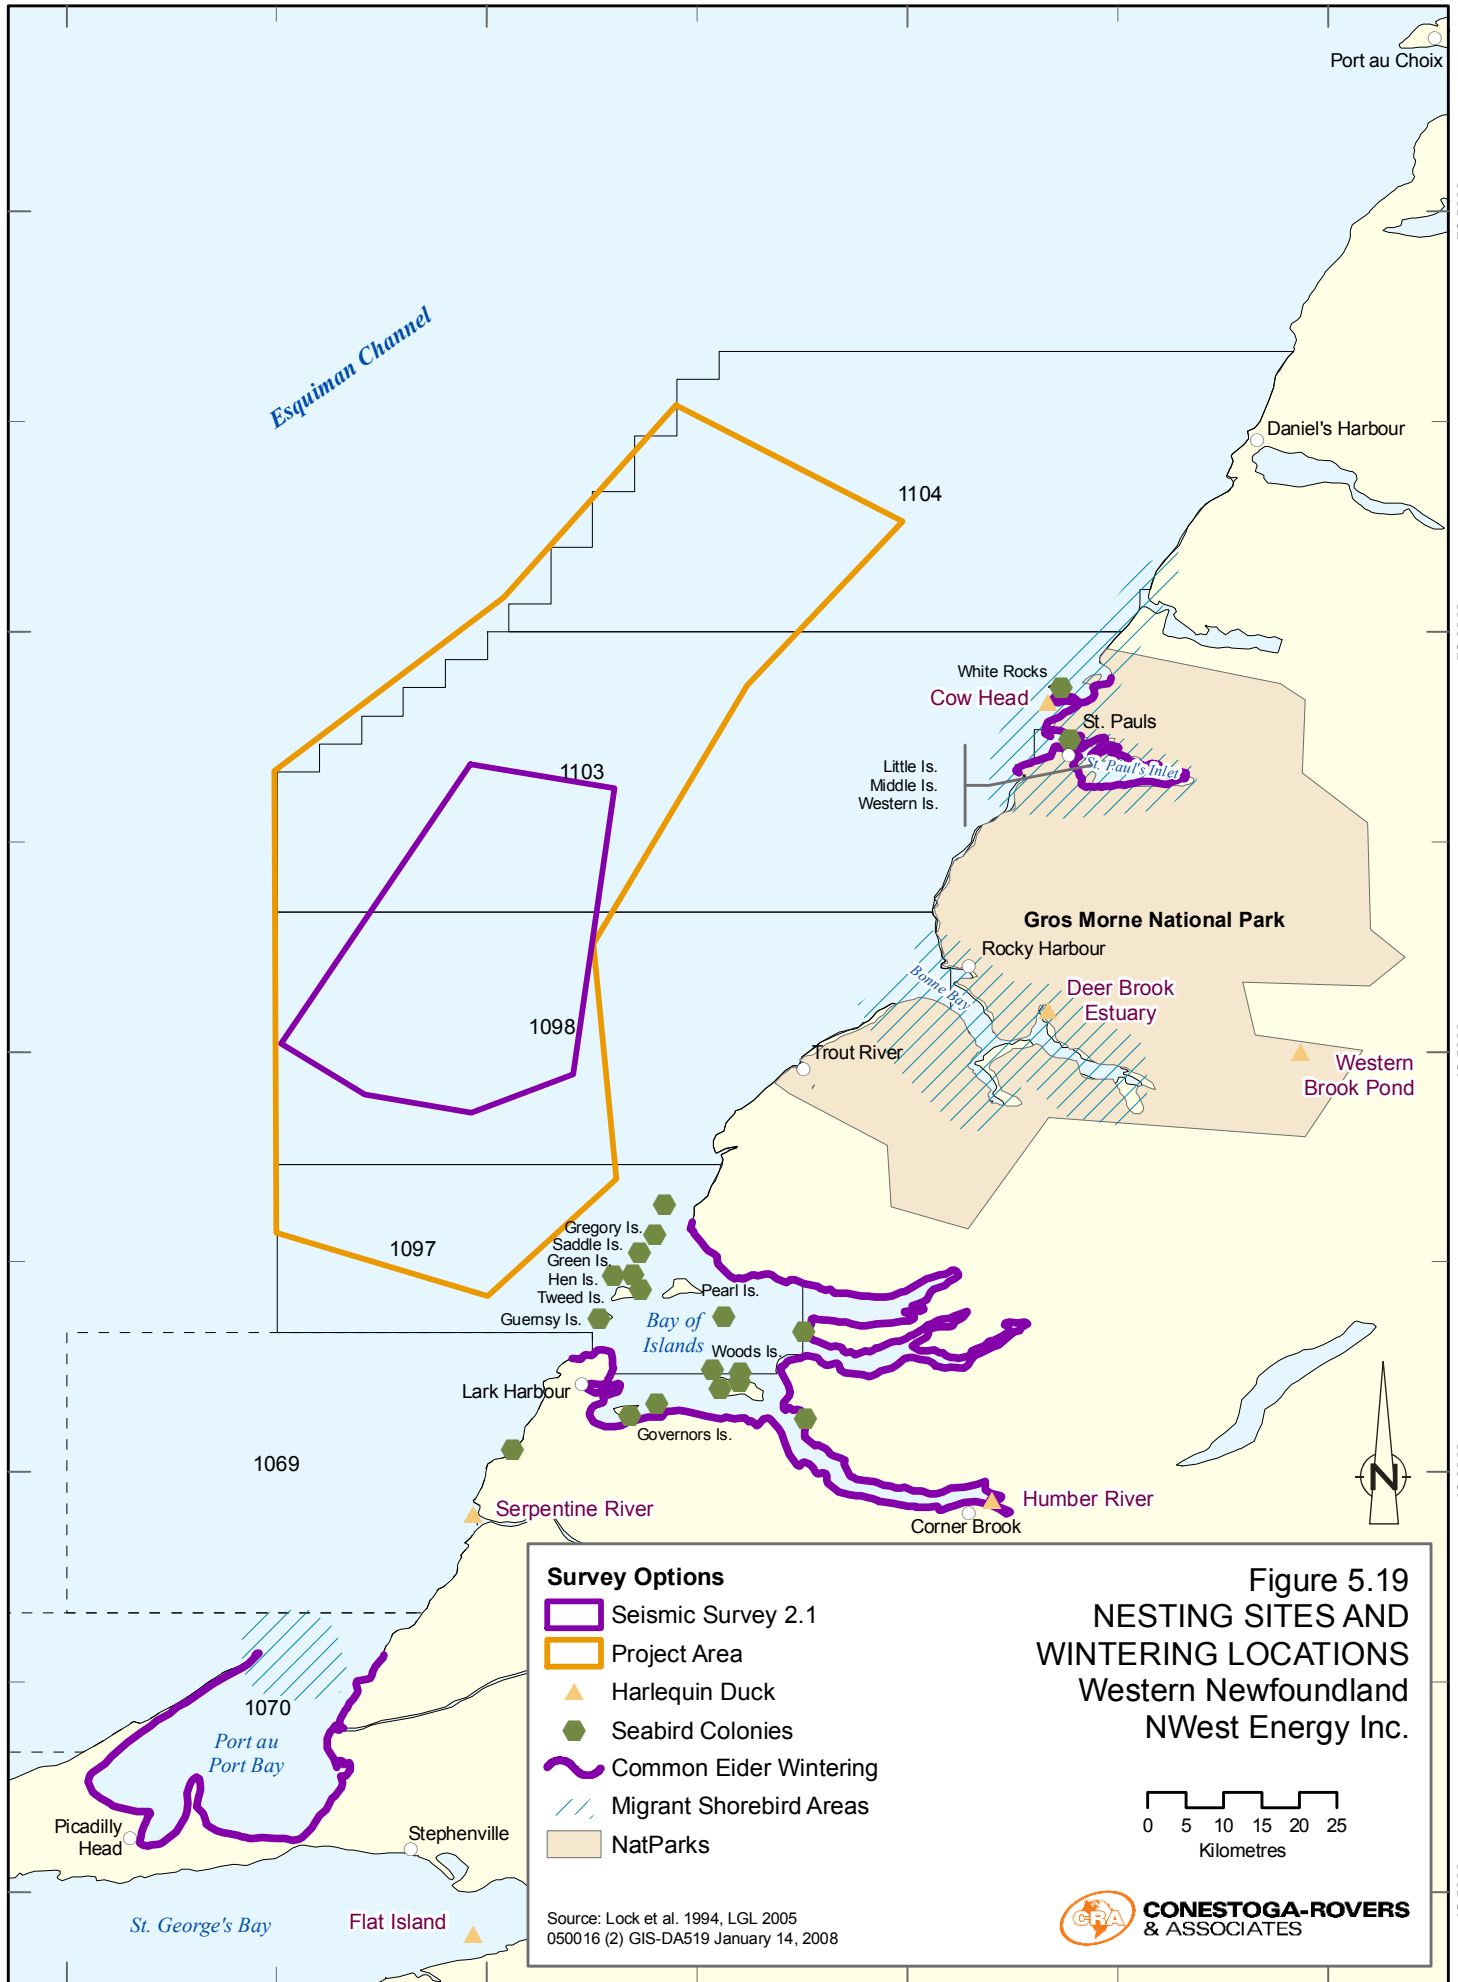 Port au Choix
Esquiman Channel
Daniel's Harbour
1104
White Rocks
Cow Head
St. Pauls
St. Paul's Inlet
Little Is.
Middle Is.
Western Is.
1103
Gros Morne National Park
Rocky Harbour
Bonne Bay
Deer Brook
Estuary
1098
Trout River
Western
Brook Pond
Gregory Is.
Saddle Is.
Green Is.
Hen Is.
Tweed Is.
Guernsy Is.
1097
Pearl Is.
Bay of
Islands
Woods Is.
Lark Harbour
Governors Is.
1069
Serpentine River
Humber River
Corner Brook
N
1070
Port au
Port Bay
Picadilly
Head
Stephenville
St. George's Bay
Flat Island
Survey Options
Seismic Survey 2.1
Project Area
Harlequin Duck
Seabird Colonies
Common Eider Wintering
Migrant Shorebird Areas
NatParks
Source: Lock et al. 1994, LGL 2005
050016 (2) GIS-DA519 January 14, 2008
Figure 5.19
NESTING SITES AND
WINTERING LOCATIONS
Western Newfoundland
NWest Energy Inc.
0 5 10 15 20 25
Kilometres
CRA
CONESTOGA-ROVERS
& ASSOCIATES